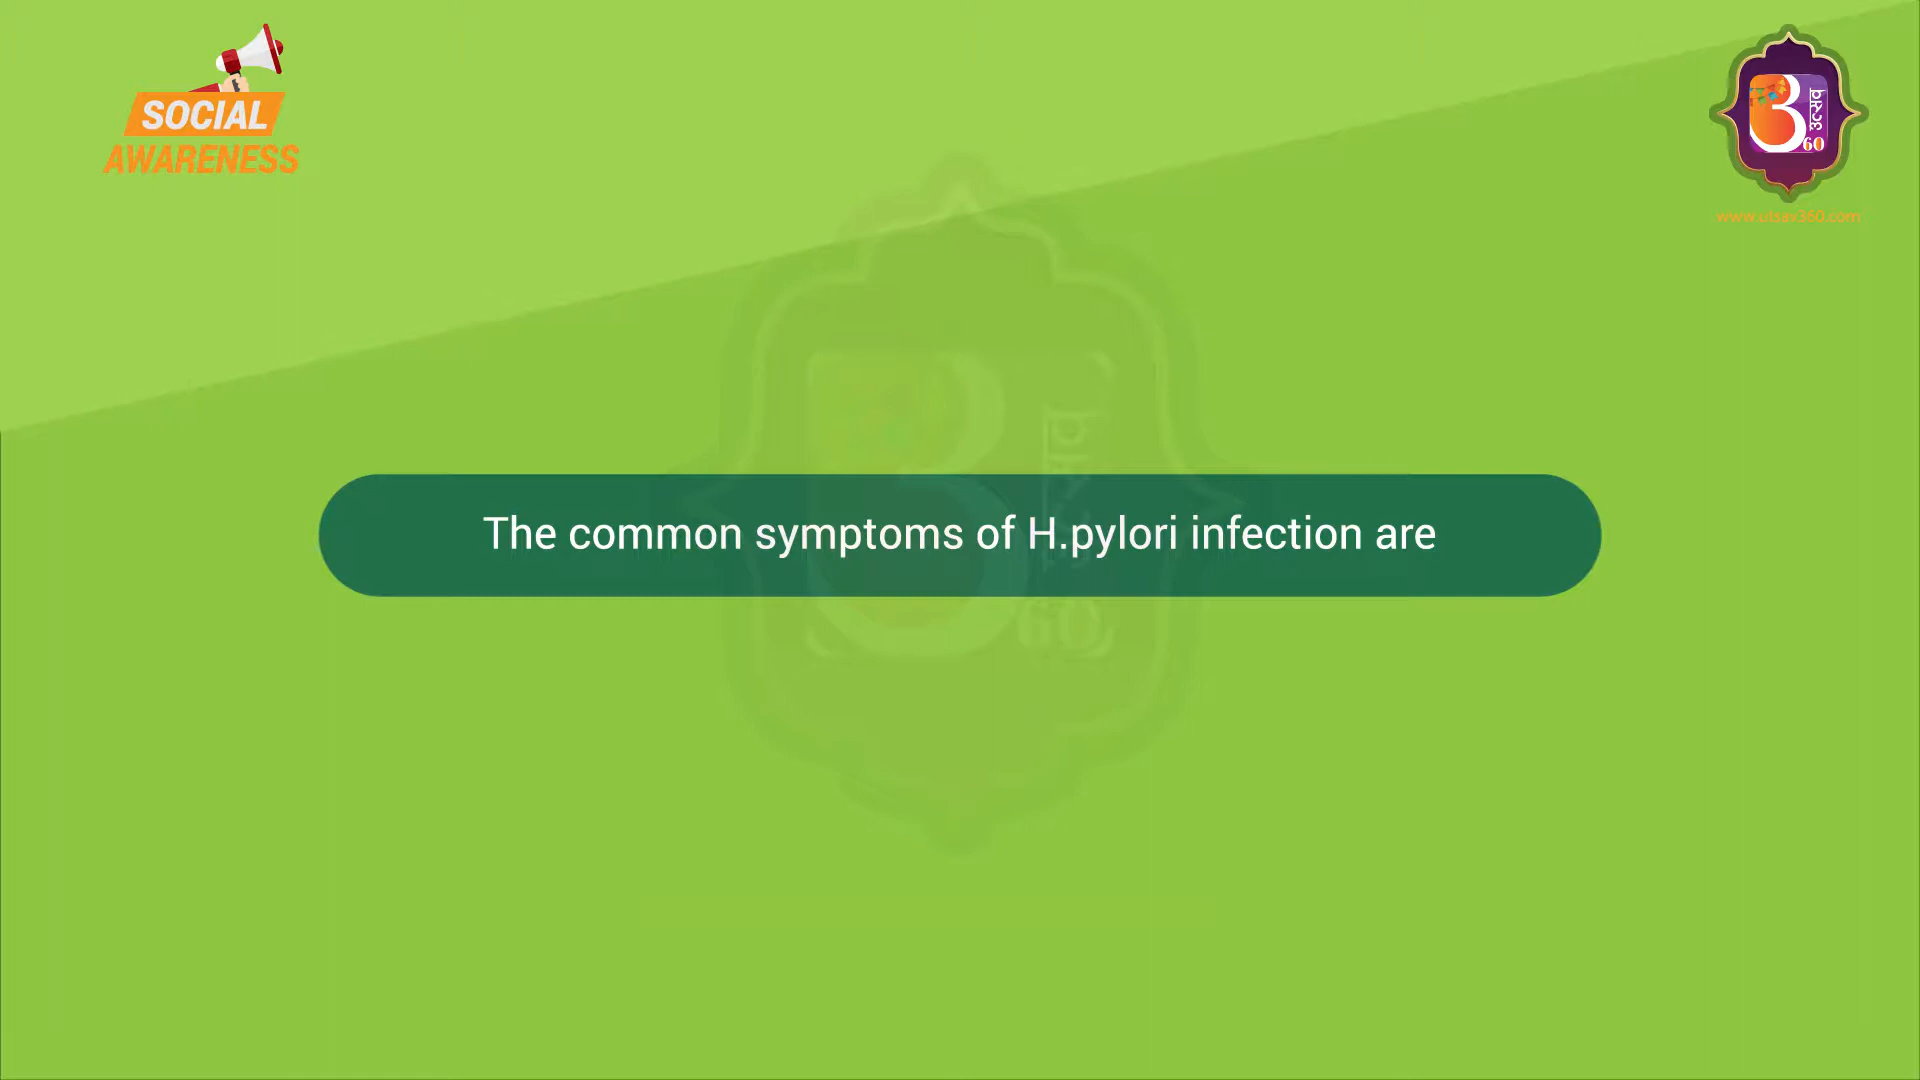 SOCIAL
AWARENESS
उत्सव
60
www.utsav360.com
The common symptoms of H.pylori infection are